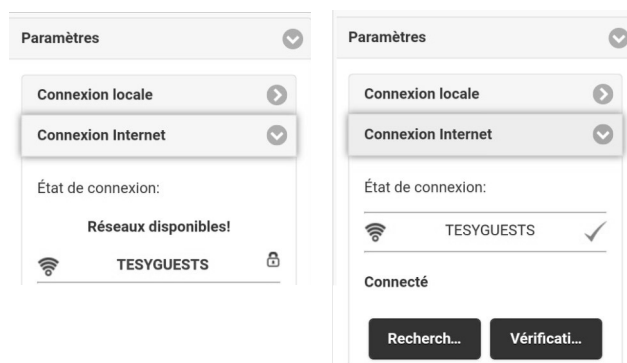 Paramètres
Connexion locale
Connexion Internet
État de connexion:
Réseaux disponibles!
TESYGUESTS
Paramètres
Connexion locale
Connexion Internet
État de connexion:
TESYGUESTS
Connecté
Recherch...
Vérificati...